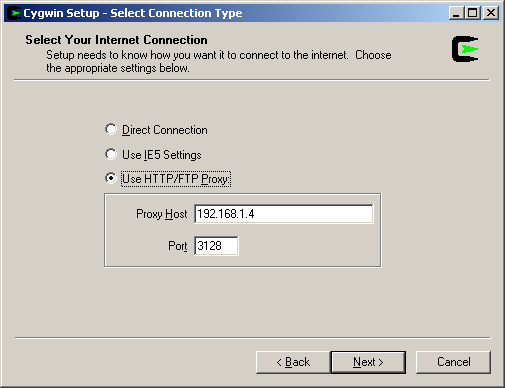 Cygwin Setup - Select Connection Type
Select Your Internet Connection
Setup needs to know how you want it to connect to the internet. Choose
the appropriate settings below.
Direct Connection
Use IE5 Settings
Use HTTP/FTP Proxy:
Proxy Host 192.168.1.4
Port 3128
< Back Next > Cancel